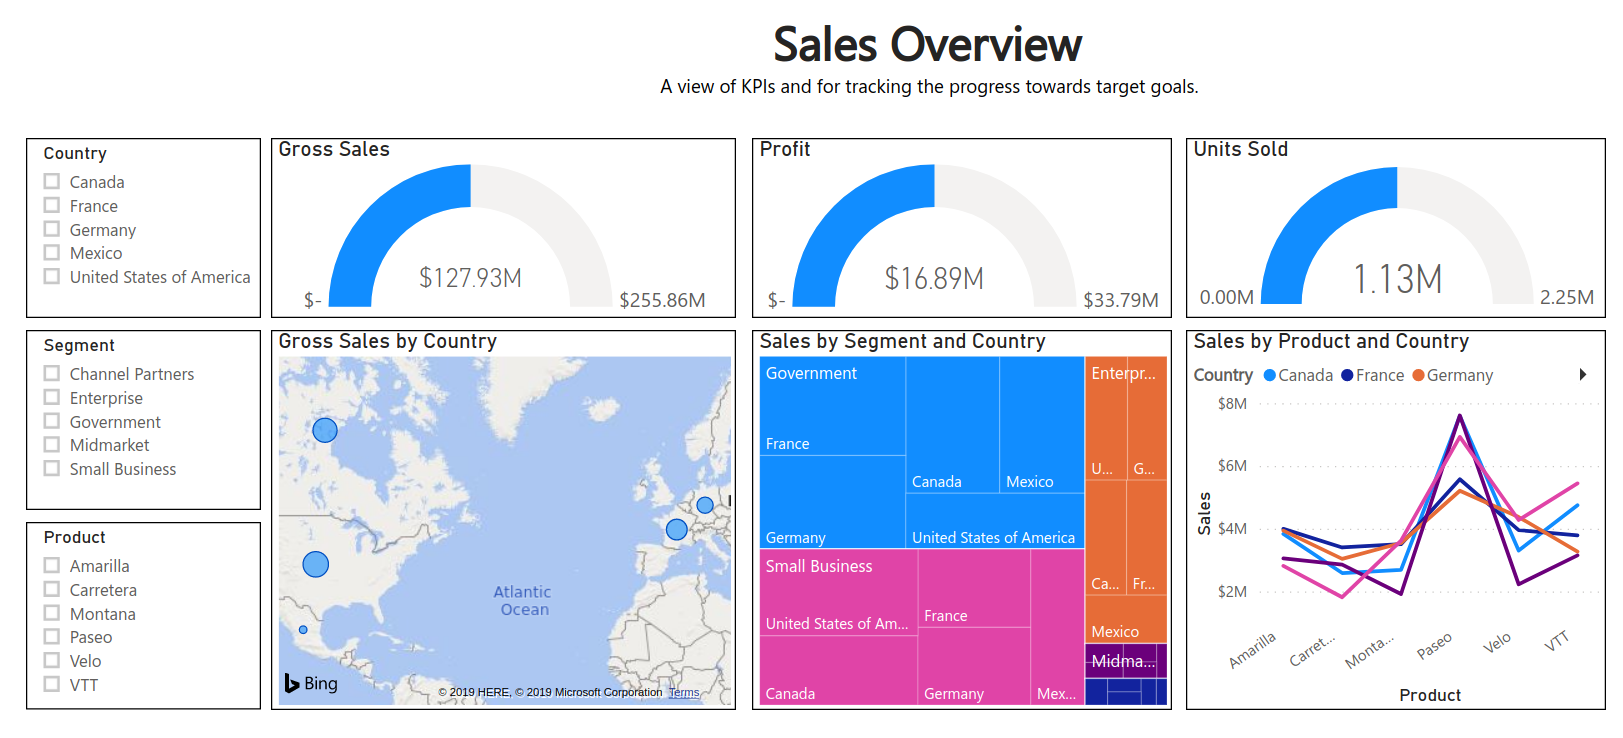 Sales Overview
A view of KPIs and for tracking the progress towards target goals.
Country
Canada
France
Germany
Mexico
United States of America
Gross Sales
$127.93M
$-
$255.86M
Profit
$16.89M
$-
$33.79M
Units Sold
1.13M
0.00M
2.25M
Segment
Channel Partners
Enterprise
Government
Midmarket
Small Business
Product
Amarilla
Carretera
Montana
Paseo
Velo
VTT
Gross Sales by Country
Atlantic
Ocean
Bing
© 2019 HERE, © 2019 Microsoft Corporation Terms
Sales by Segment and Country
Government
France
Germany
Canada
Mexico
United States of America
Small Business
United States of Am...
Canada
France
Germany
Mex...
Enterpr...
U...
G...
Ca...
Fr...
Mexico
Midma...
Sales by Product and Country
Country Canada France Germany
$8M
$6M
$4M
$2M
Sales
Amarilla
Carret...
Monta...
Paseo
Velo
VTT
Product